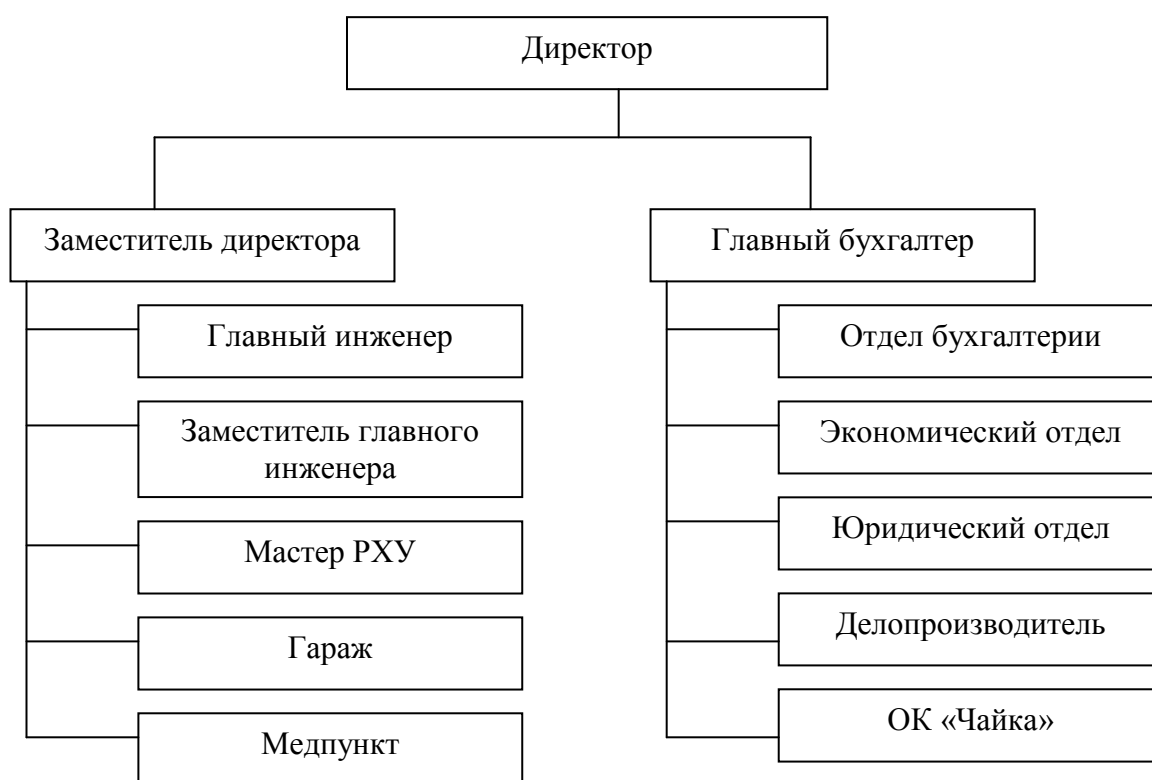 Директор
Заместитель директора
Главный бухгалтер
Главный инженер
Заместитель главного
инженера
Мастер РХУ
Гараж
Медпункт
Отдел бухгалтерии
Экономический отдел
Юридический отдел
Делопроизводитель
ОК «Чайка»